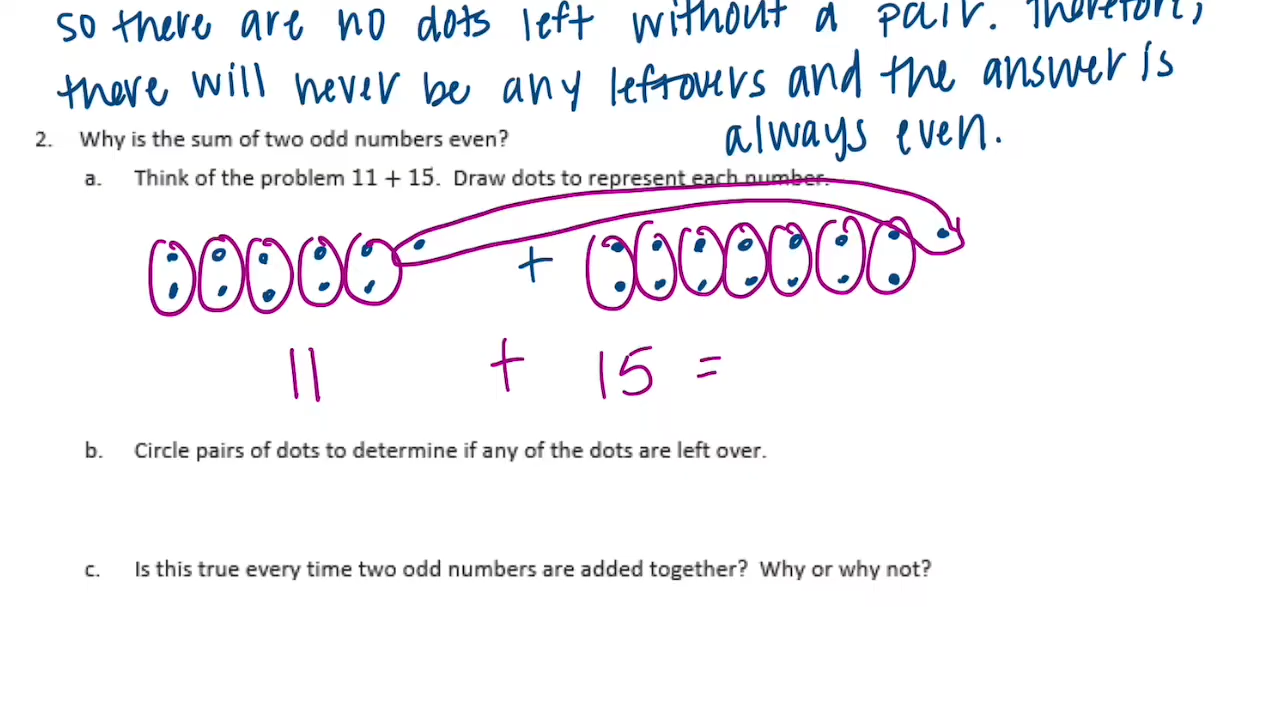 so there are no dots left without a pair. Therefore,
there will never be any leftovers and the answer is
always even.
2. Why is the sum of two odd numbers even?
a. Think of the problem 11 + 15. Draw dots to represent each number.
+
11 + 15 =
b. Circle pairs of dots to determine if any of the dots are left over.
c. Is this true every time two odd numbers are added together? Why or why not?